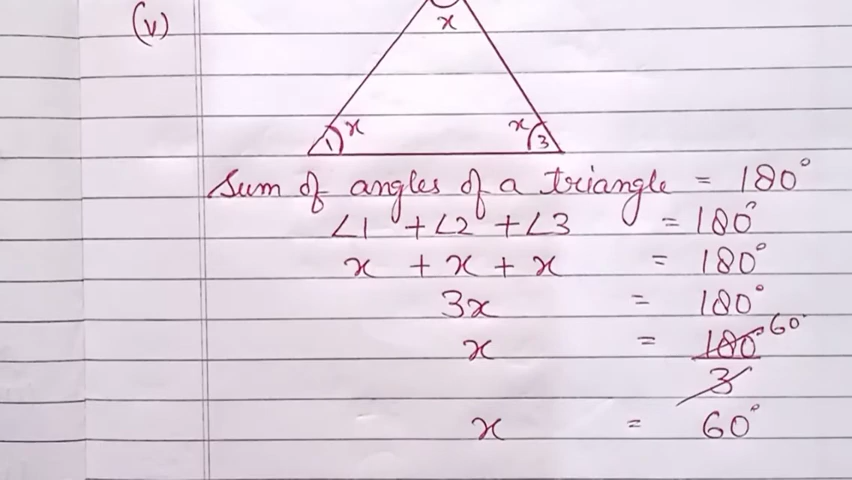 (v)
x
1 x x 3
Sum of angles of a triangle = 180°
∠1 + ∠2 + ∠3 = 180°
x + x + x = 180°
3x = 180°
x = 180° 60°
3
x = 60°